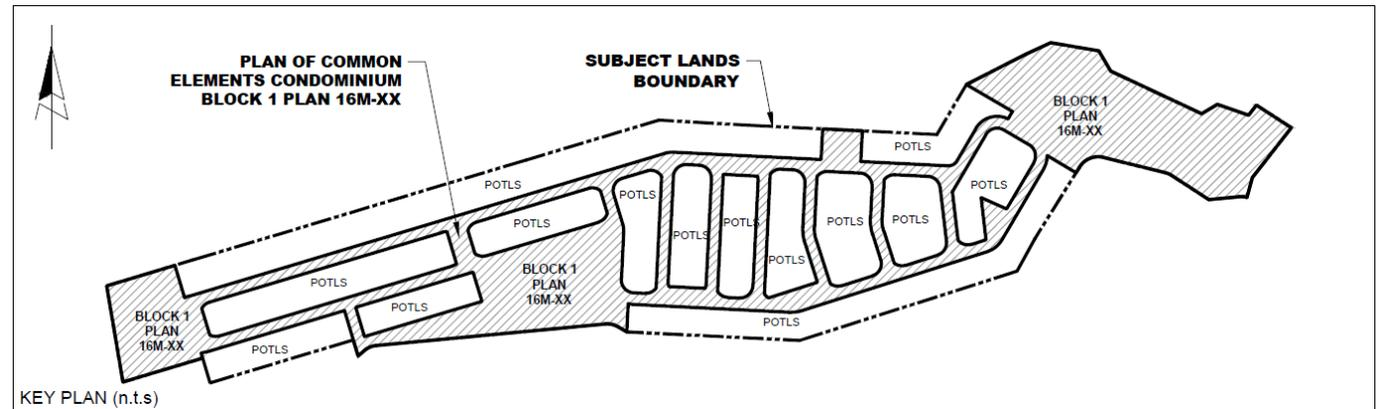 PLAN OF COMMON
ELEMENTS CONDOMINIUM
BLOCK 1 PLAN 16M-XX
SUBJECT LANDS
BOUNDARY
BLOCK 1
PLAN
16M-XX
POTLS
POTLS
POTLS
POTLS
POTLS
POTLS
POTLS
POTLS
POTLS
POTLS
POTLS
BLOCK 1
PLAN
16M-XX
POTLS
POTLS
BLOCK 1
PLAN
16M-XX
POTLS
POTLS
KEY PLAN (n.t.s)